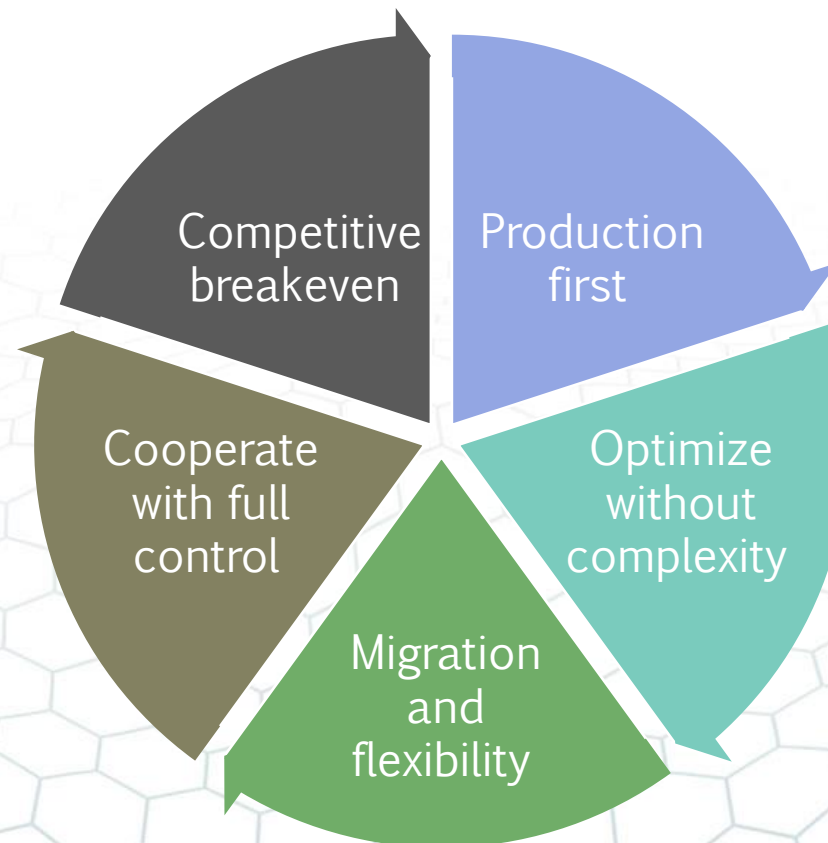 Competitive
breakeven
Production
first
Cooperate
with full
control
Optimize
without
complexity
Migration
and
flexibility